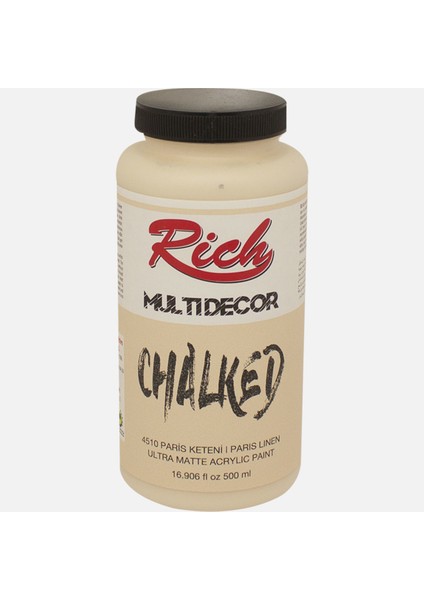 Rich
MULTIDECOR
CHALKED
4510 PARİS KETENİ | PARIS LINEN
ULTRA MATTE ACRYLIC PAINT
16.906 fl oz 500 ml